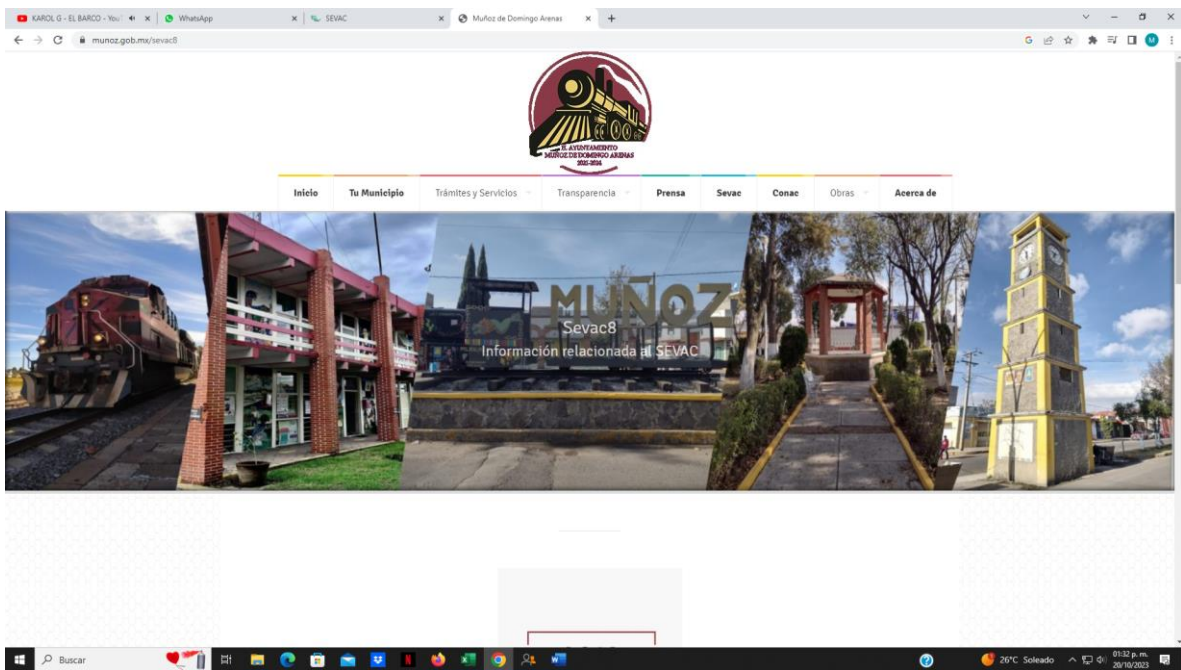 KAROL G - EL BARCO - You
WhatsApp
SEVAC
Muñoz de Domingo Arenas
munoz.gob.mx/sevac8
M
H. AYUNTAMIENTO
MUÑOZ DE DOMINGO ARENAS
2021-2024
Inicio
Tu Municipio
Trámites y Servicios
Transparencia
Prensa
Sevac
Conac
Obras
Acerca de
MUÑOZ
Sevac8
Información relacionada al SEVAC
Buscar
26°C Soleado
01:32 p. m.
20/10/2023